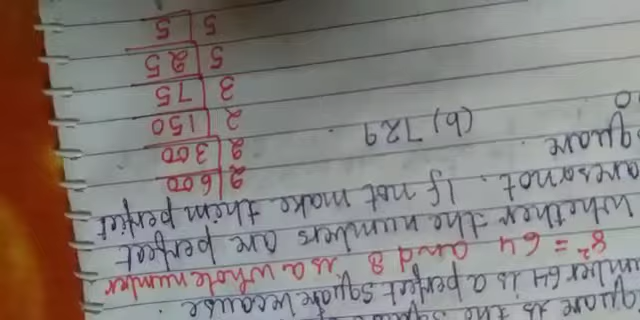 quare is the
umber 64 is a perfect square because
8² = 64 and 8 is a whole number
whether the numbers are perfect
are not. If not make them perfect
quare
0
(b) 729
2 | 600
2 | 300
2 | 150
3 | 75
5 | 25
5 | 5